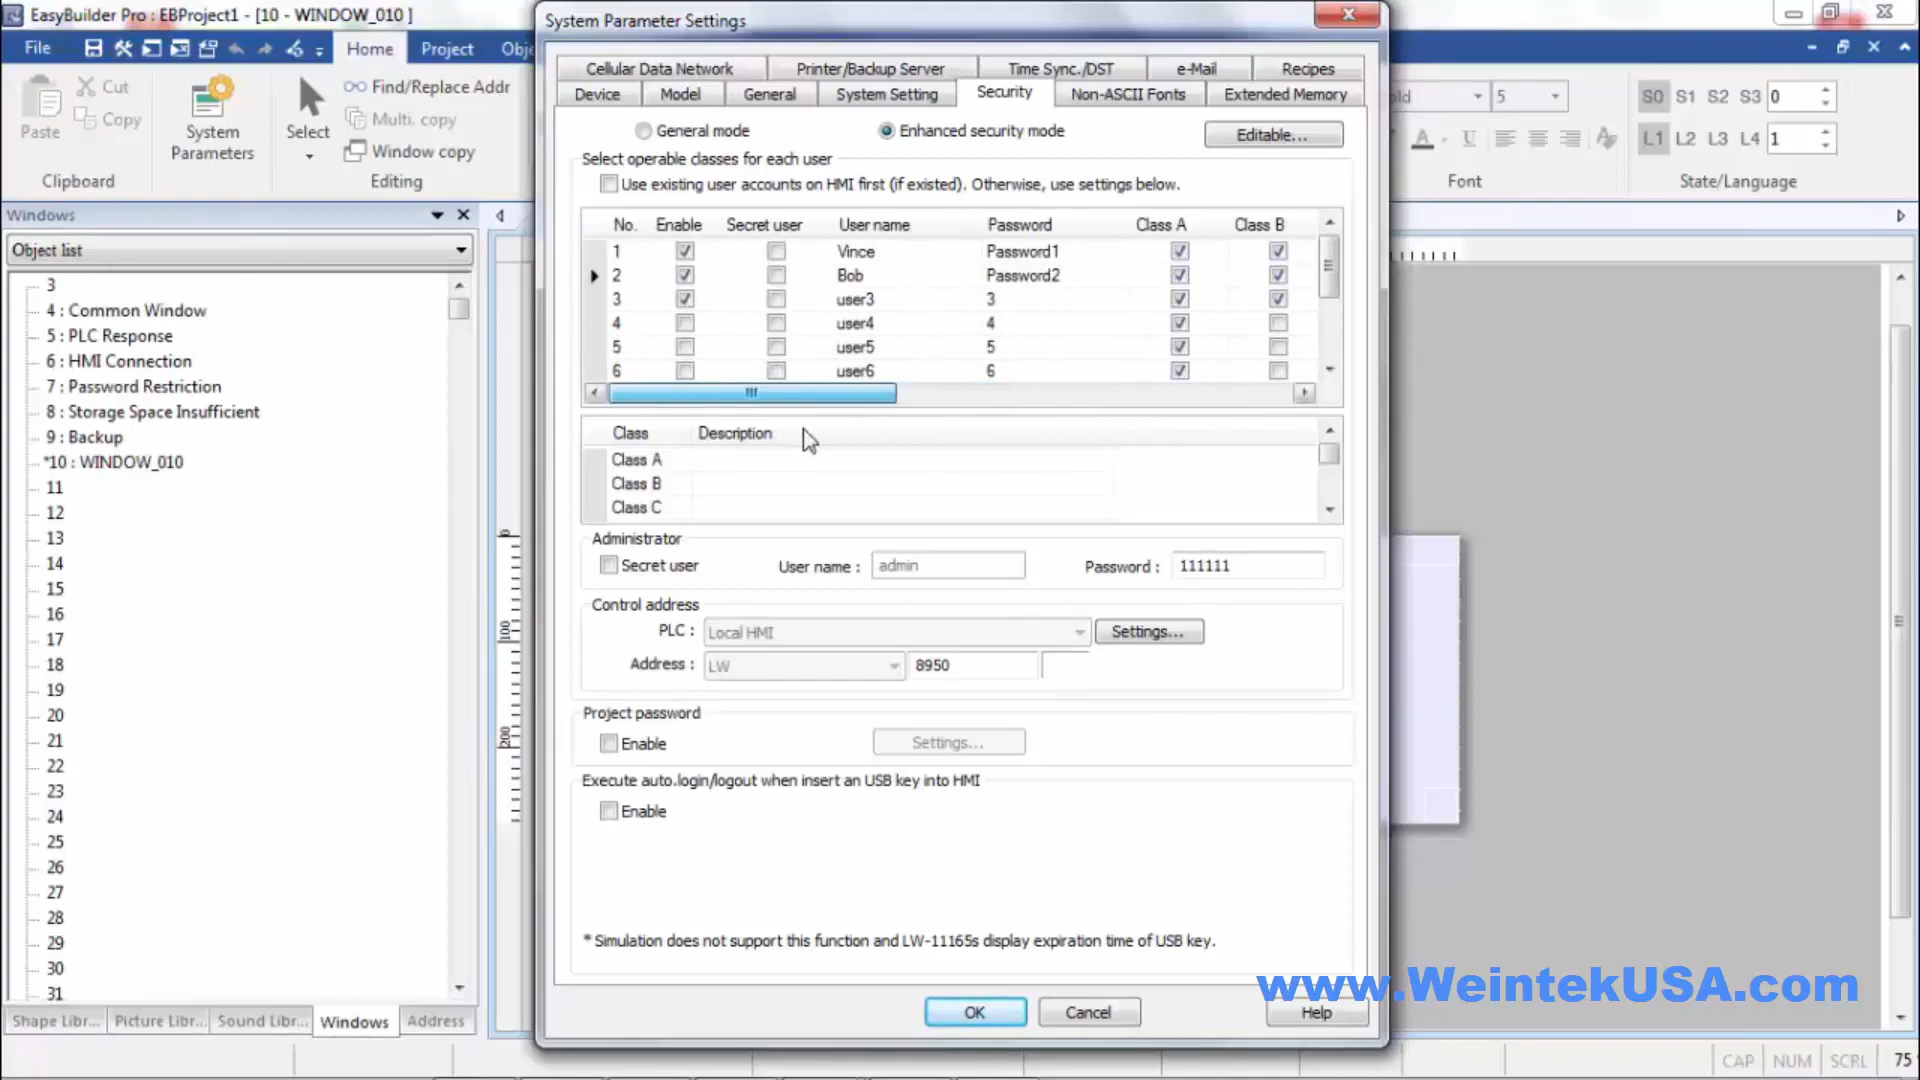 EasyBuilder Pro : EBProject1 - [10 - WINDOW_010 ]
System Parameter Settings
File
Home
Project
Paste
Cut
Copy
Clipboard
System Parameters
Select
Find/Replace Addr
Multi. copy
Window copy
Editing
5
Font
S0 S1 S2 S3 0
L1 L2 L3 L4 1
State/Language
Windows
Object list
3
4 : Common Window
5 : PLC Response
6 : HMI Connection
7 : Password Restriction
8 : Storage Space Insufficient
9 : Backup
*10 : WINDOW_010
11
12
13
14
15
16
17
18
19
20
21
22
23
24
25
26
27
28
29
30
31
Shape Libr... Picture Libr... Sound Libr... Windows Address
0
100
200
Cellular Data Network Printer/Backup Server Time Sync./DST e-Mail Recipes
Device Model General System Setting Security Non-ASCII Fonts Extended Memory
General mode Enhanced security mode Editable...
Select operable classes for each user
Use existing user accounts on HMI first (if existed). Otherwise, use settings below.
No. Enable Secret user User name Password Class A Class B
1 Vince Password1
2 Bob Password2
3 user3 3
4 user4 4
5 user5 5
6 user6 6
Class Description
Class A
Class B
Class C
Administrator
Secret user User name : admin Password : 111111
Control address
PLC : Local HMI Settings...
Address : LW 8950
Project password
Enable Settings...
Execute auto.login/logout when insert an USB key into HMI
Enable
* Simulation does not support this function and LW-11165s display expiration time of USB key.
OK Cancel Help
www.WeintekUSA.com
CAP NUM SCRL 75